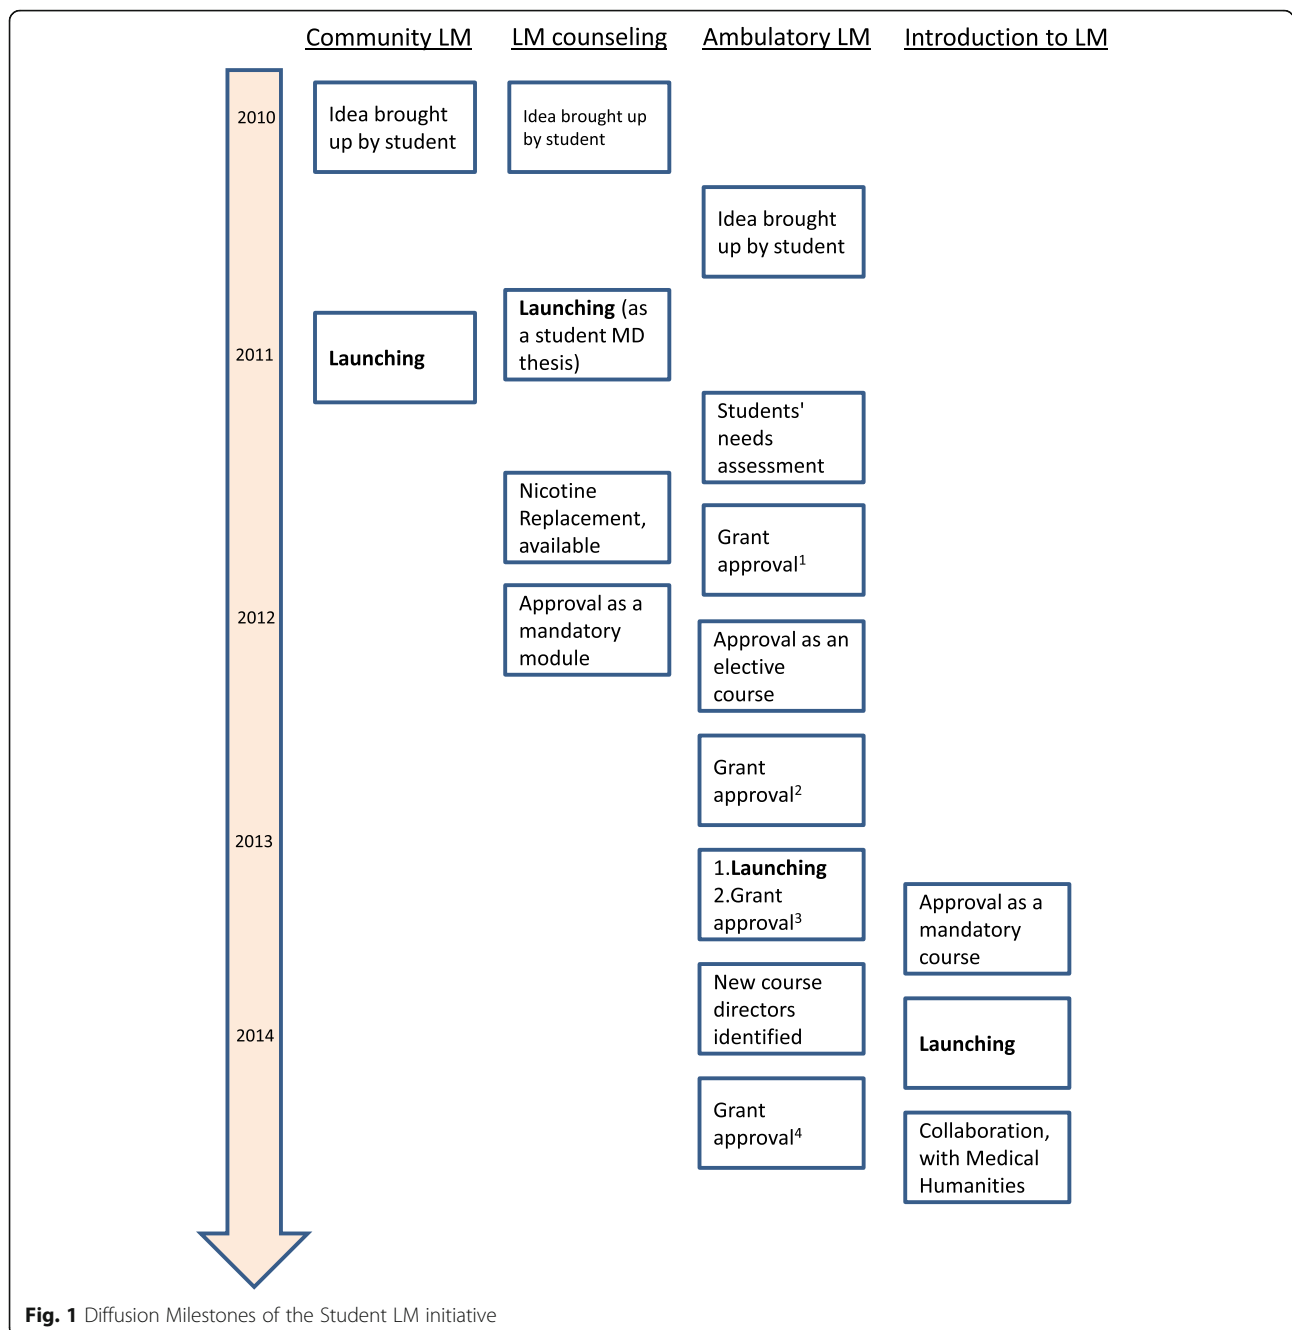 Community LM
LM counseling
Ambulatory LM
Introduction to LM
2010
Idea brought
up by student
Idea brought up
by student
Idea brought
up by student
2011
Launching
Launching (as
a student MD
thesis)
Students'
needs
assessment
Nicotine
Replacement,
available
Grant
approval¹
2012
Approval as a
mandatory
module
Approval as an
elective
course
Grant
approval²
2013
1.Launching
2.Grant
approval³
Approval as a
mandatory
course
New course
directors
identified
2014
Launching
Grant
approval⁴
Collaboration,
with Medical
Humanities
Fig. 1 Diffusion Milestones of the Student LM initiative